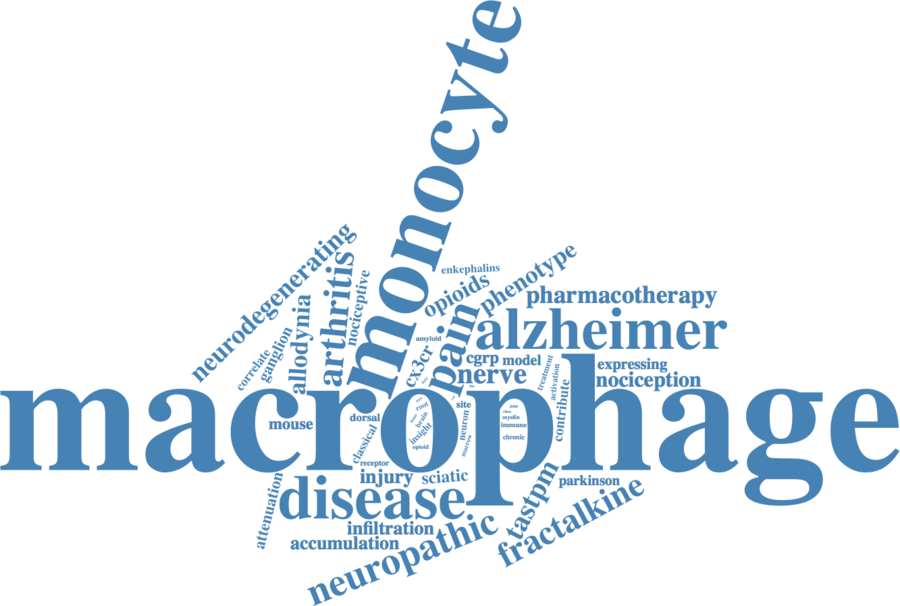 monocyte
neurodegenerating
arthritis
nociceptive
enkephalins
opioids
phenotype
pharmacotherapy
allodynia
ganglion
correlate
amyloid
pain
alzheimer
cx3cr
cgrp
model
nerve
treatment
activation
expressing
nociception
macrophage
mouse
dorsal
classical
brain
insight
opioid
site
neuron
marrow
myelin
immune
chronic
contribute
receptor
injury
sciatic
tastpm
parkinson
attenuation
disease
infiltration
accumulation
neuropathic
fractalkine